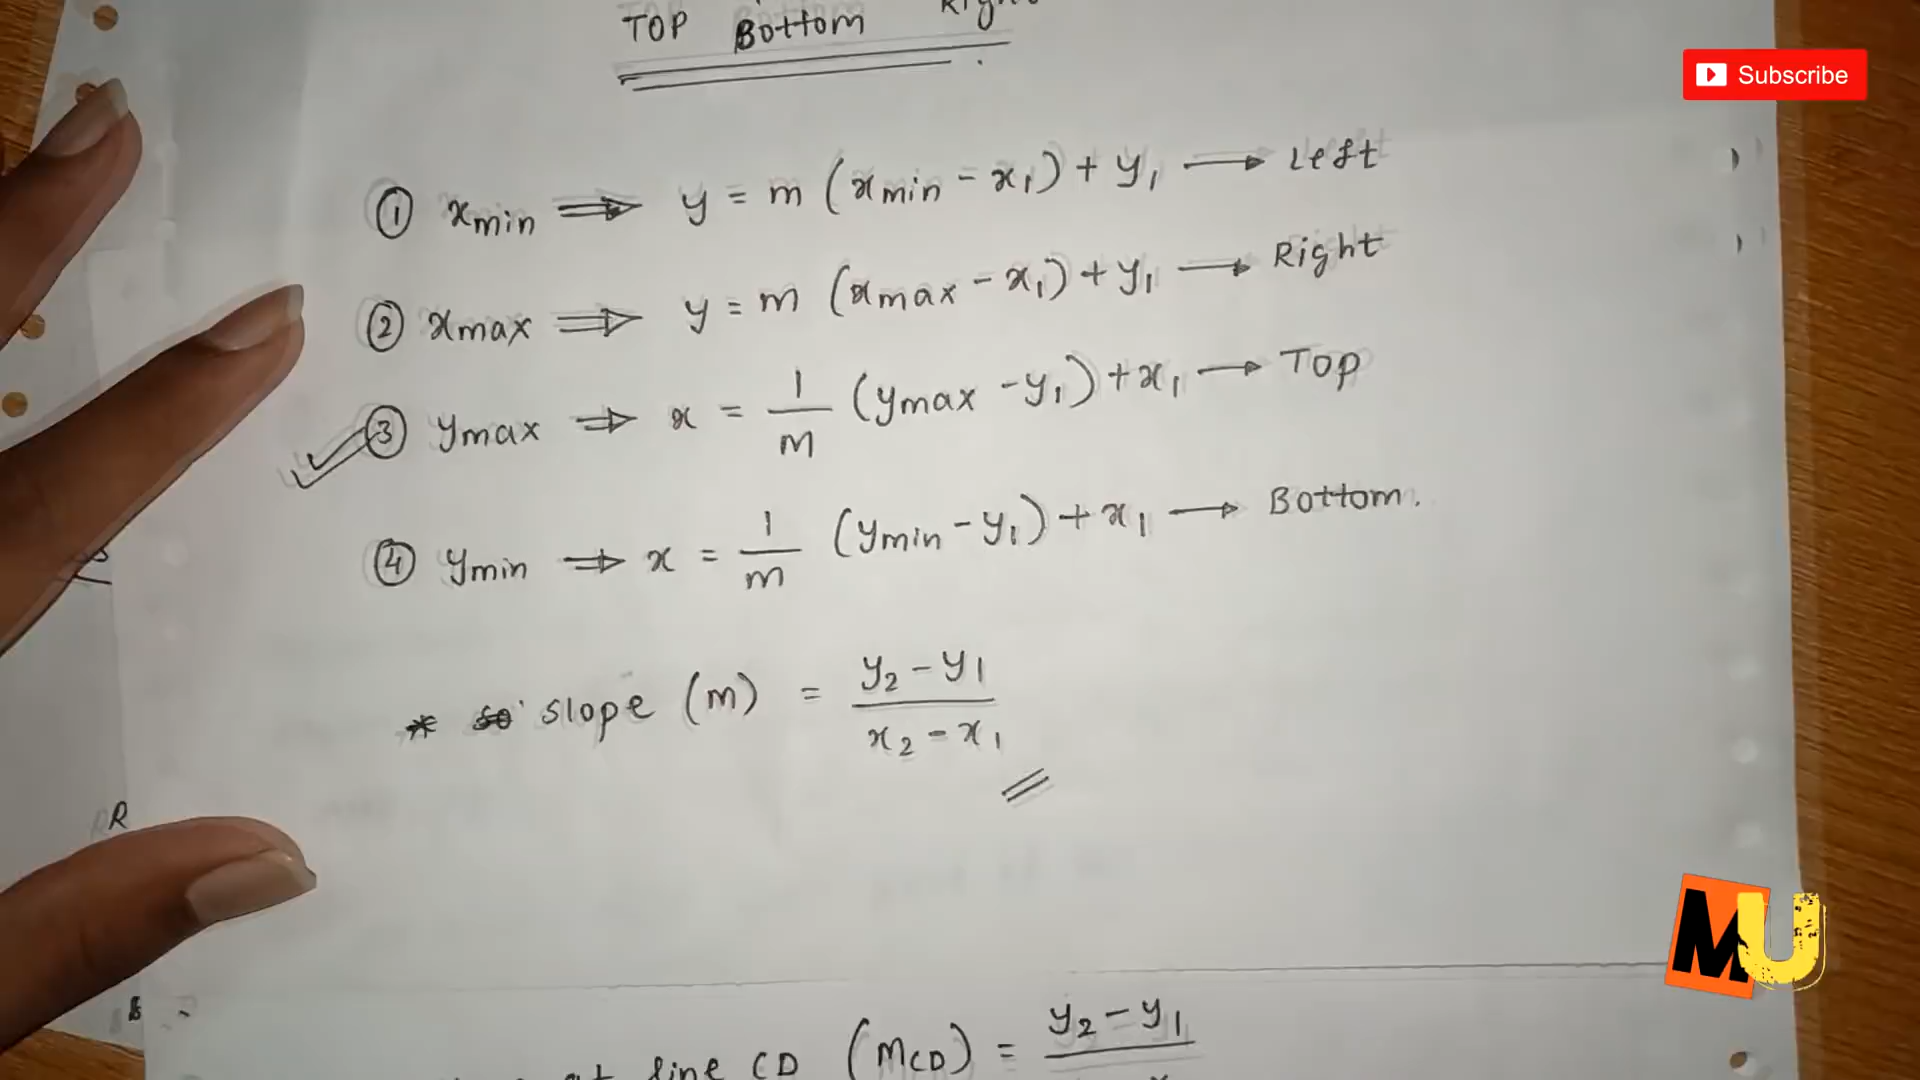 TOP Bottom Right
Subscribe
① xmin ⇒ y = m (xmin - x1) + y1 → Left
② xmax ⇒ y = m (xmax - x1) + y1 → Right
③ ymax ⇒ x = 1/m (ymax - y1) + x1 → Top
④ ymin ⇒ x = 1/m (ymin - y1) + x1 → Bottom.
* slope (m) = y2 - y1 / x2 - x1
R
MU
line CD (MCD) = y2 - y1